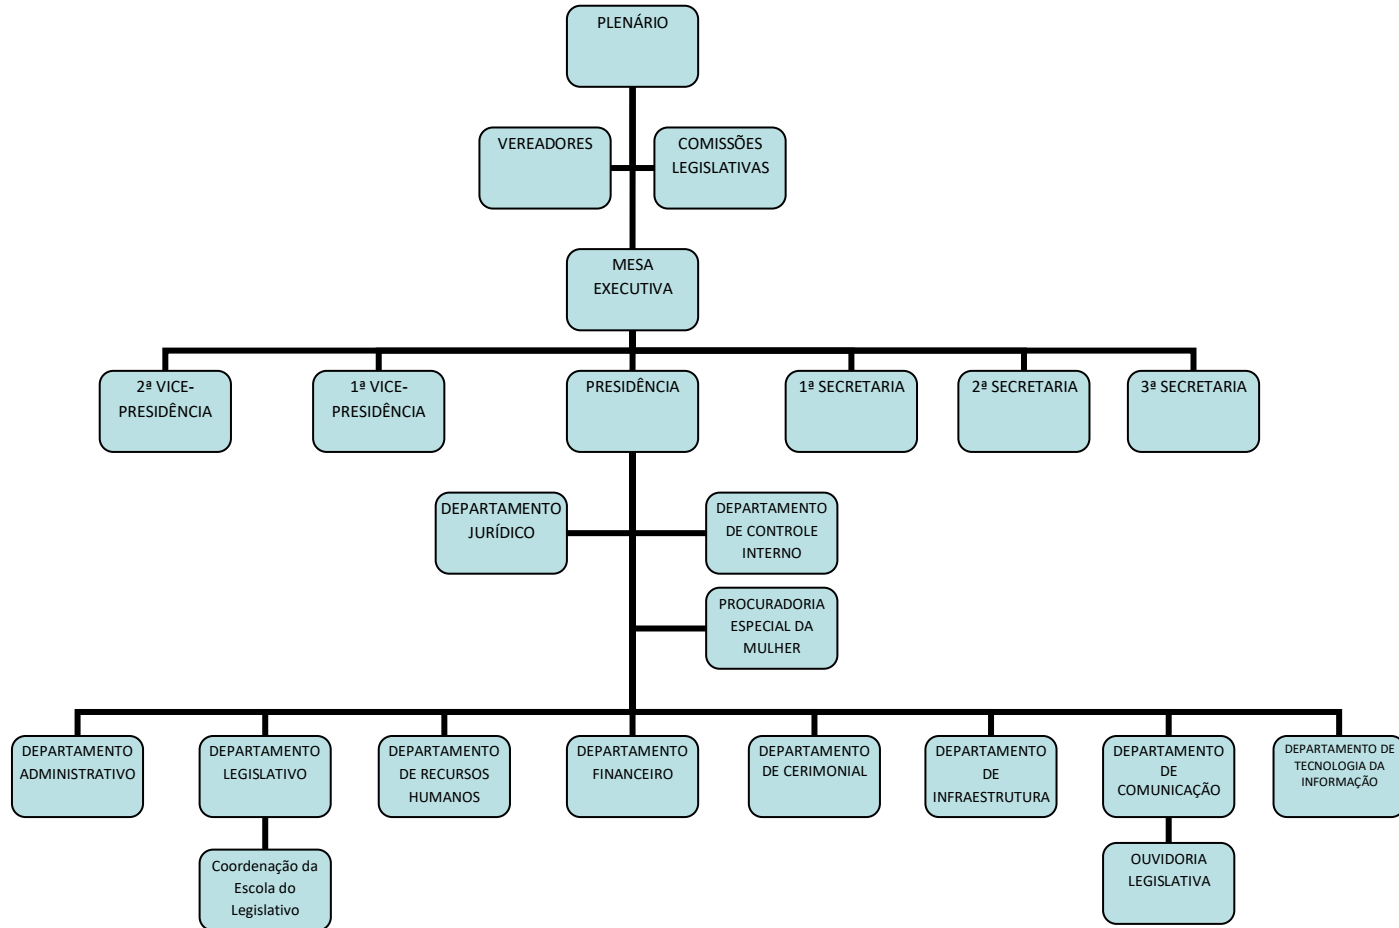 PLENÁRIO
VEREADORES
COMISSÕES
LEGISLATIVAS
MESA
EXECUTIVA
2ª VICE-
PRESIDÊNCIA
1ª VICE-
PRESIDÊNCIA
PRESIDÊNCIA
1ª SECRETARIA
2ª SECRETARIA
3ª SECRETARIA
DEPARTAMENTO
JURÍDICO
DEPARTAMENTO
DE CONTROLE
INTERNO
PROCURADORIA
ESPECIAL DA
MULHER
DEPARTAMENTO
ADMINISTRATIVO
DEPARTAMENTO
LEGISLATIVO
DEPARTAMENTO
DE RECURSOS
HUMANOS
DEPARTAMENTO
FINANCEIRO
DEPARTAMENTO
DE CERIMONIAL
DEPARTAMENTO
DE
INFRAESTRUTURA
DEPARTAMENTO
DE
COMUNICAÇÃO
DEPARTAMENTO DE
TECNOLOGIA DA
INFORMAÇÃO
Coordenação da
Escola do
Legislativo
OUVIDORIA
LEGISLATIVA